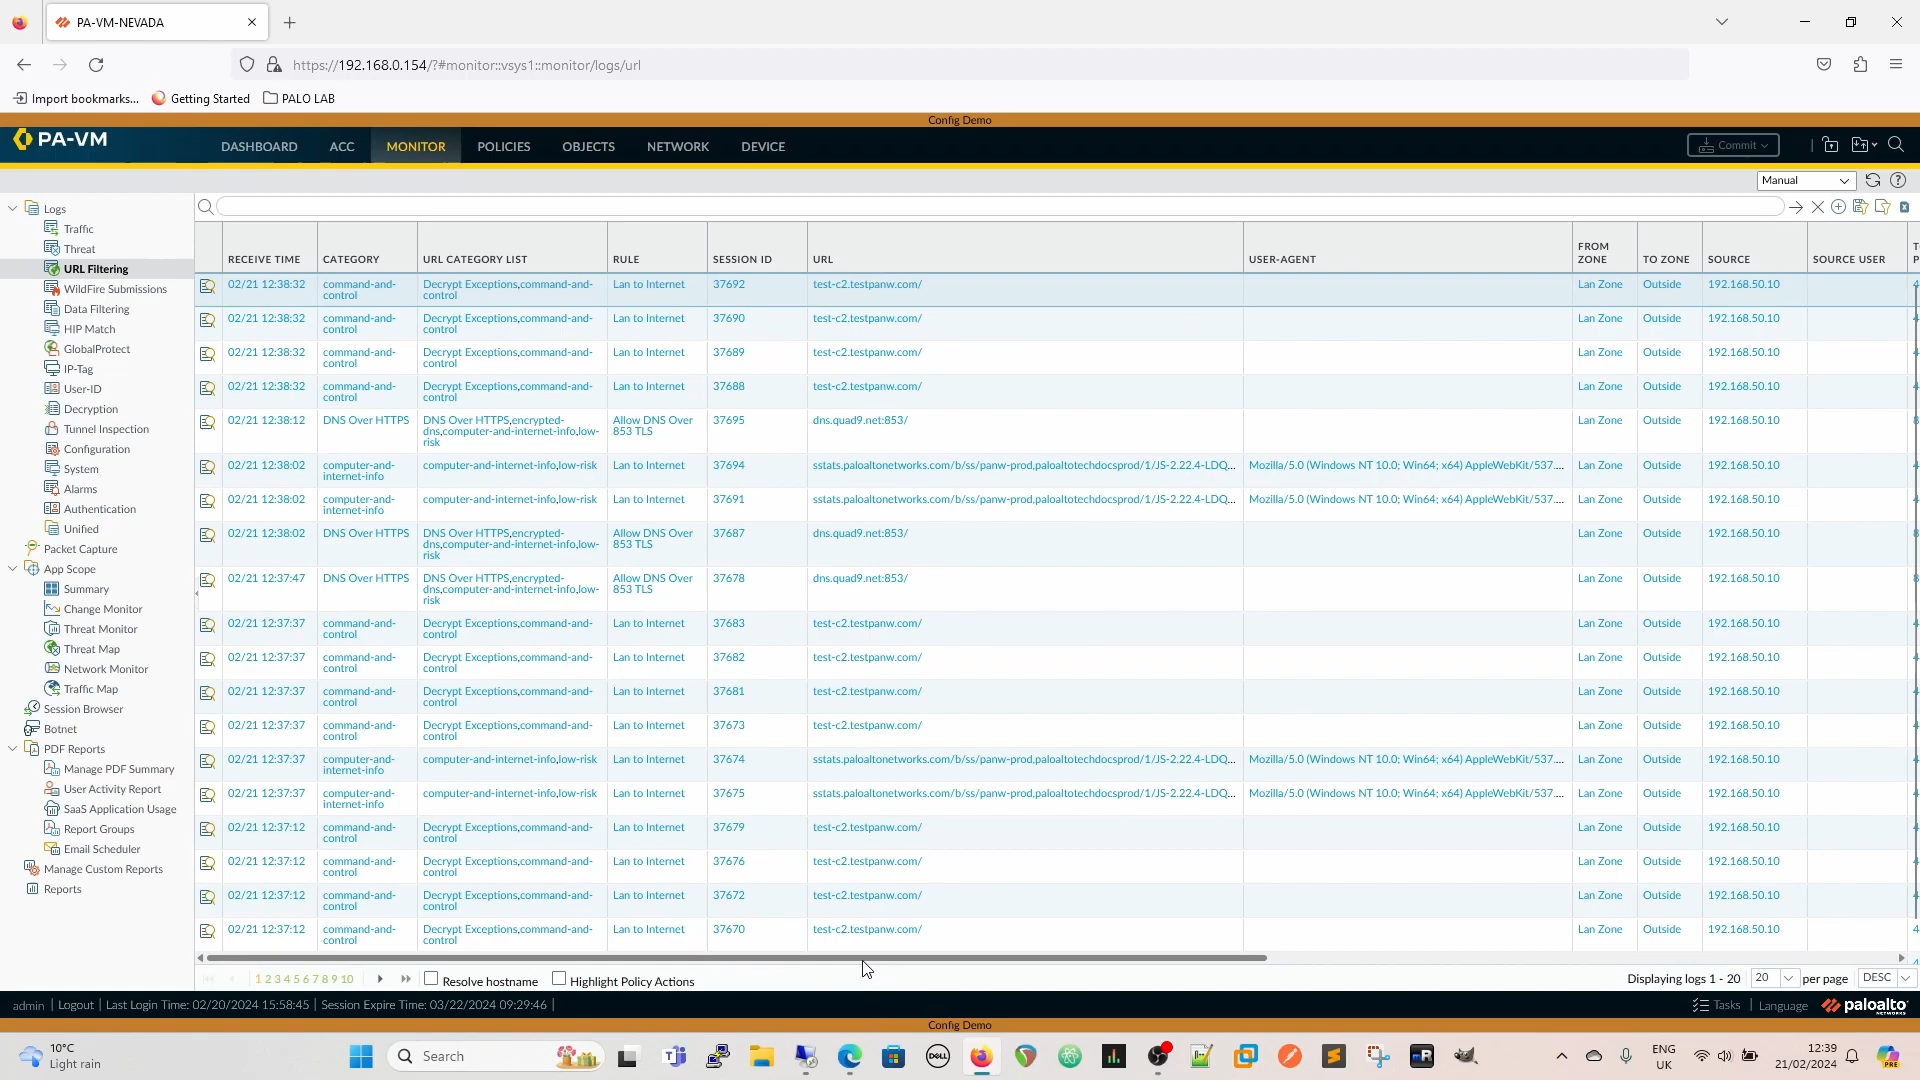 PA-VM-NEVADA
https://192.168.0.154/?#monitor::vsys1::monitor/logs/url
Import bookmarks... Getting Started PALO LAB
Config Demo
PA-VM DASHBOARD ACC MONITOR POLICIES OBJECTS NETWORK DEVICE Commit
Manual
Logs
Traffic
Threat
URL Filtering
WildFire Submissions
Data Filtering
HIP Match
GlobalProtect
IP-Tag
User-ID
Decryption
Tunnel Inspection
Configuration
System
Alarms
Authentication
Unified
Packet Capture
App Scope
Summary
Change Monitor
Threat Monitor
Threat Map
Network Monitor
Traffic Map
Session Browser
Botnet
PDF Reports
Manage PDF Summary
User Activity Report
SaaS Application Usage
Report Groups
Email Scheduler
Manage Custom Reports
Reports
RECEIVE TIME CATEGORY URL CATEGORY LIST RULE SESSION ID URL USER-AGENT FROM ZONE TO ZONE SOURCE SOURCE USER
02/21 12:38:32 command-and-control Decrypt Exceptions,command-and-control Lan to Internet 37692 test-c2.testpanw.com/ Lan Zone Outside 192.168.50.10
02/21 12:38:32 command-and-control Decrypt Exceptions,command-and-control Lan to Internet 37690 test-c2.testpanw.com/ Lan Zone Outside 192.168.50.10
02/21 12:38:32 command-and-control Decrypt Exceptions,command-and-control Lan to Internet 37689 test-c2.testpanw.com/ Lan Zone Outside 192.168.50.10
02/21 12:38:32 command-and-control Decrypt Exceptions,command-and-control Lan to Internet 37688 test-c2.testpanw.com/ Lan Zone Outside 192.168.50.10
02/21 12:38:12 DNS Over HTTPS DNS Over HTTPS,encrypted-dns,computer-and-internet-info,low-risk Allow DNS Over 853 TLS 37695 dns.quad9.net:853/ Lan Zone Outside 192.168.50.10
02/21 12:38:02 computer-and-internet-info computer-and-internet-info,low-risk Lan to Internet 37694 sstats.paloaltonetworks.com/b/ss/panw-prod,paloaltotechdocsprod/1/JS-2.22.4-LDQ... Mozilla/5.0 (Windows NT 10.0; Win64; x64) AppleWebKit/537.... Lan Zone Outside 192.168.50.10
02/21 12:38:02 computer-and-internet-info computer-and-internet-info,low-risk Lan to Internet 37691 sstats.paloaltonetworks.com/b/ss/panw-prod,paloaltotechdocsprod/1/JS-2.22.4-LDQ... Mozilla/5.0 (Windows NT 10.0; Win64; x64) AppleWebKit/537.... Lan Zone Outside 192.168.50.10
02/21 12:38:02 DNS Over HTTPS DNS Over HTTPS,encrypted-dns,computer-and-internet-info,low-risk Allow DNS Over 853 TLS 37687 dns.quad9.net:853/ Lan Zone Outside 192.168.50.10
02/21 12:37:47 DNS Over HTTPS DNS Over HTTPS,encrypted-dns,computer-and-internet-info,low-risk Allow DNS Over 853 TLS 37678 dns.quad9.net:853/ Lan Zone Outside 192.168.50.10
02/21 12:37:37 command-and-control Decrypt Exceptions,command-and-control Lan to Internet 37683 test-c2.testpanw.com/ Lan Zone Outside 192.168.50.10
02/21 12:37:37 command-and-control Decrypt Exceptions,command-and-control Lan to Internet 37682 test-c2.testpanw.com/ Lan Zone Outside 192.168.50.10
02/21 12:37:37 command-and-control Decrypt Exceptions,command-and-control Lan to Internet 37681 test-c2.testpanw.com/ Lan Zone Outside 192.168.50.10
02/21 12:37:37 command-and-control Decrypt Exceptions,command-and-control Lan to Internet 37673 test-c2.testpanw.com/ Lan Zone Outside 192.168.50.10
02/21 12:37:37 computer-and-internet-info computer-and-internet-info,low-risk Lan to Internet 37674 sstats.paloaltonetworks.com/b/ss/panw-prod,paloaltotechdocsprod/1/JS-2.22.4-LDQ... Mozilla/5.0 (Windows NT 10.0; Win64; x64) AppleWebKit/537.... Lan Zone Outside 192.168.50.10
02/21 12:37:37 computer-and-internet-info computer-and-internet-info,low-risk Lan to Internet 37675 sstats.paloaltonetworks.com/b/ss/panw-prod,paloaltotechdocsprod/1/JS-2.22.4-LDQ... Mozilla/5.0 (Windows NT 10.0; Win64; x64) AppleWebKit/537.... Lan Zone Outside 192.168.50.10
02/21 12:37:12 command-and-control Decrypt Exceptions,command-and-control Lan to Internet 37679 test-c2.testpanw.com/ Lan Zone Outside 192.168.50.10
02/21 12:37:12 command-and-control Decrypt Exceptions,command-and-control Lan to Internet 37676 test-c2.testpanw.com/ Lan Zone Outside 192.168.50.10
02/21 12:37:12 command-and-control Decrypt Exceptions,command-and-control Lan to Internet 37672 test-c2.testpanw.com/ Lan Zone Outside 192.168.50.10
02/21 12:37:12 command-and-control Decrypt Exceptions,command-and-control Lan to Internet 37670 test-c2.testpanw.com/ Lan Zone Outside 192.168.50.10
1 2 3 4 5 6 7 8 9 10 Resolve hostname Highlight Policy Actions Displaying logs 1 - 20 20 per page DESC
admin | Logout | Last Login Time: 02/20/2024 15:58:45 | Session Expire Time: 03/22/2024 09:29:46 | Tasks | Language paloalto NETWORKS
Config Demo
10°C
Light rain
Search
DELL
mR
ENG
UK
12:39
21/02/2024
PRE